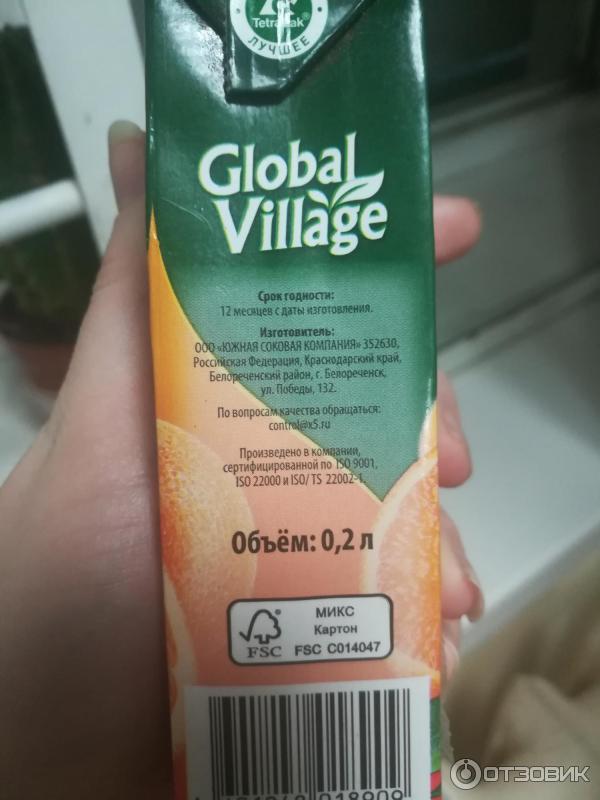 Tetra Pak
ЛУЧШЕЕ
Global
Village
Срок годности:
12 месяцев с даты изготовления.
Изготовитель:
ООО «ЮЖНАЯ СОКОВАЯ КОМПАНИЯ» 352630,
Российская Федерация, Краснодарский край,
Белореченский район, г. Белореченск,
ул. Победы, 132.
По вопросам качества обращаться:
control@x5.ru
Произведено в компании,
сертифицированной по ISO 9001,
ISO 22000 и ISO/ TS 22002-1.
Объём: 0,2 л
МИКС
Картон
FSC
FSC C014047
ОТЗОВИК